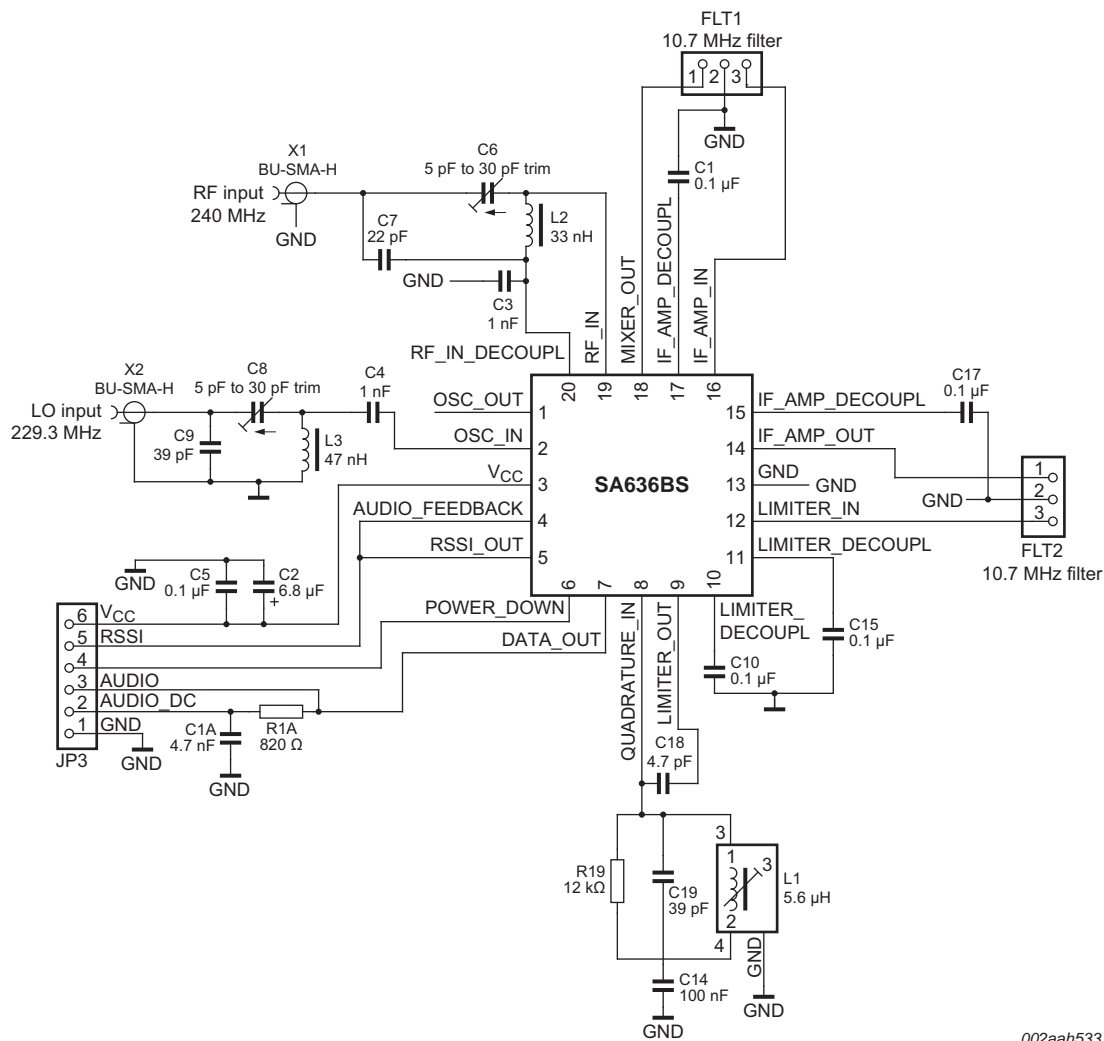 FLT1
10.7 MHz filter
1 2 3
GND
C1
0.1 µF
X1
BU-SMA-H
RF input
240 MHz
GND
C6
5 pF to 30 pF trim
C7
22 pF
L2
33 nH
GND
C3
1 nF
RF_IN_DECOUPL
RF_IN
MIXER_OUT
IF_AMP_DECOUPL
IF_AMP_IN
X2
BU-SMA-H
LO input
229.3 MHz
C8
5 pF to 30 pF trim
C4
1 nF
C9
39 pF
L3
47 nH
20 19 18 17 16
OSC_OUT 1
OSC_IN 2
VCC 3
AUDIO_FEEDBACK 4
RSSI_OUT 5
SA636BS
15 IF_AMP_DECOUPL
14 IF_AMP_OUT
13 GND
GND
12 LIMITER_IN
11 LIMITER_DECOUPL
6 7 8 9 10
C17
0.1 µF
GND
1
2
3
FLT2
10.7 MHz filter
POWER_DOWN
DATA_OUT
QUADRATURE_IN
LIMITER_OUT
LIMITER_
DECOUPL
C15
0.1 µF
C10
0.1 µF
GND
C5
0.1 µF
C2
6.8 µF
+
6 VCC
5 RSSI
4
3 AUDIO
2 AUDIO_DC
1 GND
JP3
GND
C1A
4.7 nF
GND
R1A
820 Ω
C18
4.7 pF
R19
12 kΩ
C19
39 pF
3
1
3
2
4
L1
5.6 µH
GND
GND
C14
100 nF
GND
002aah533